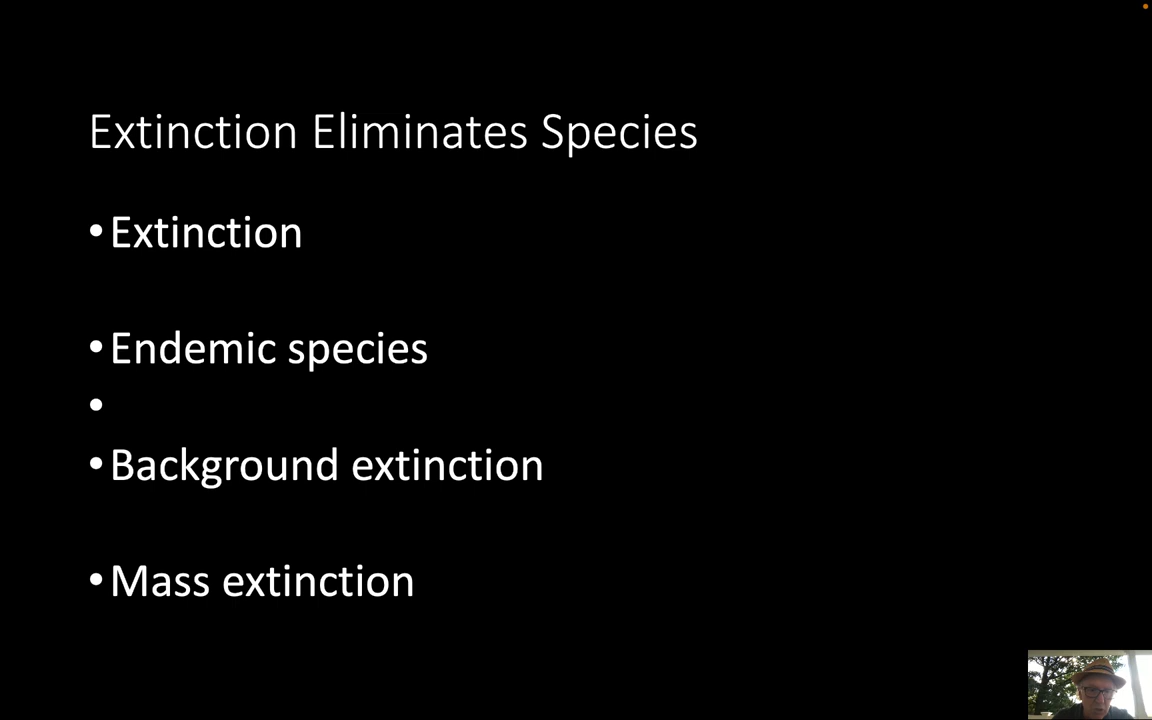 Extinction Eliminates Species
•Extinction
•Endemic species
•
•Background extinction
•Mass extinction